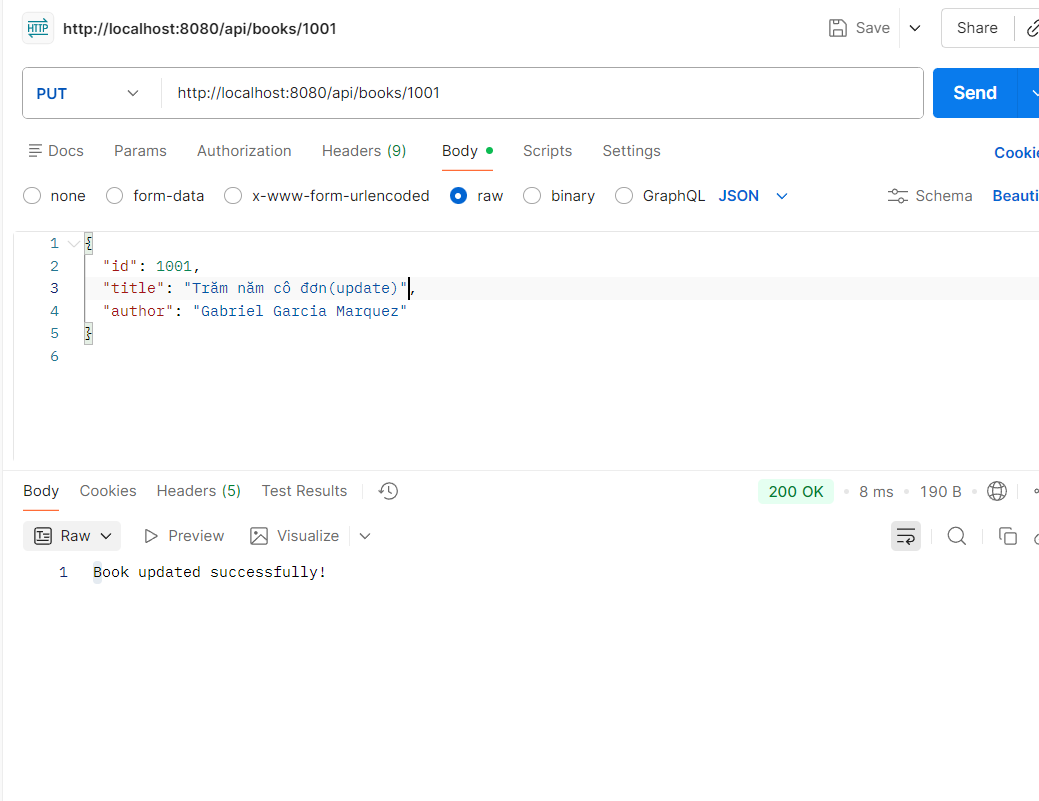 HTTP http://localhost:8080/api/books/1001 Save Share
PUT http://localhost:8080/api/books/1001 Send
Docs Params Authorization Headers (9) Body Scripts Settings Cookie
none form-data x-www-form-urlencoded raw binary GraphQL JSON Schema Beauti
1 {
2 "id": 1001,
3 "title": "Trăm năm cô đơn(update)",
4 "author": "Gabriel Garcia Marquez"
5 }
6
Body Cookies Headers (5) Test Results 200 OK • 8 ms • 190 B •
Raw Preview Visualize
1 Book updated successfully!